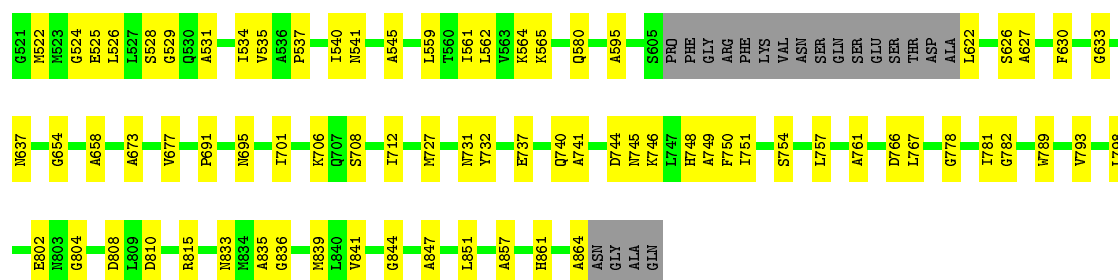 G521 M522 M523 G524 E525 L526 L527 S528 G529 Q530 A531 I534 V535 A536 P537 I540 N541 A545 L559 T560 I561 L562 V563 K564 K565 Q580 A595 S605 PRO PHE GLY ARG PHE LYS VAL ASN SER GLN SER GLU SER THR ASP ALA L622 S626 A627 F630 G633
N637 G654 A658 A673 V677 P691 N695 I701 K706 Q707 S708 I712 M727 N731 Y732 E737 Q740 A741 D744 N745 K746 L747 H748 A749 F750 I751 S754 L757 A761 D766 L767 G778 I781 G782 W789 V793 L798
E802 N803 G804 D808 L809 D810 R815 N833 M834 A835 G836 M839 L840 V841 G844 A847 L851 A857 H861 A864 ASN GLY ALA GLN